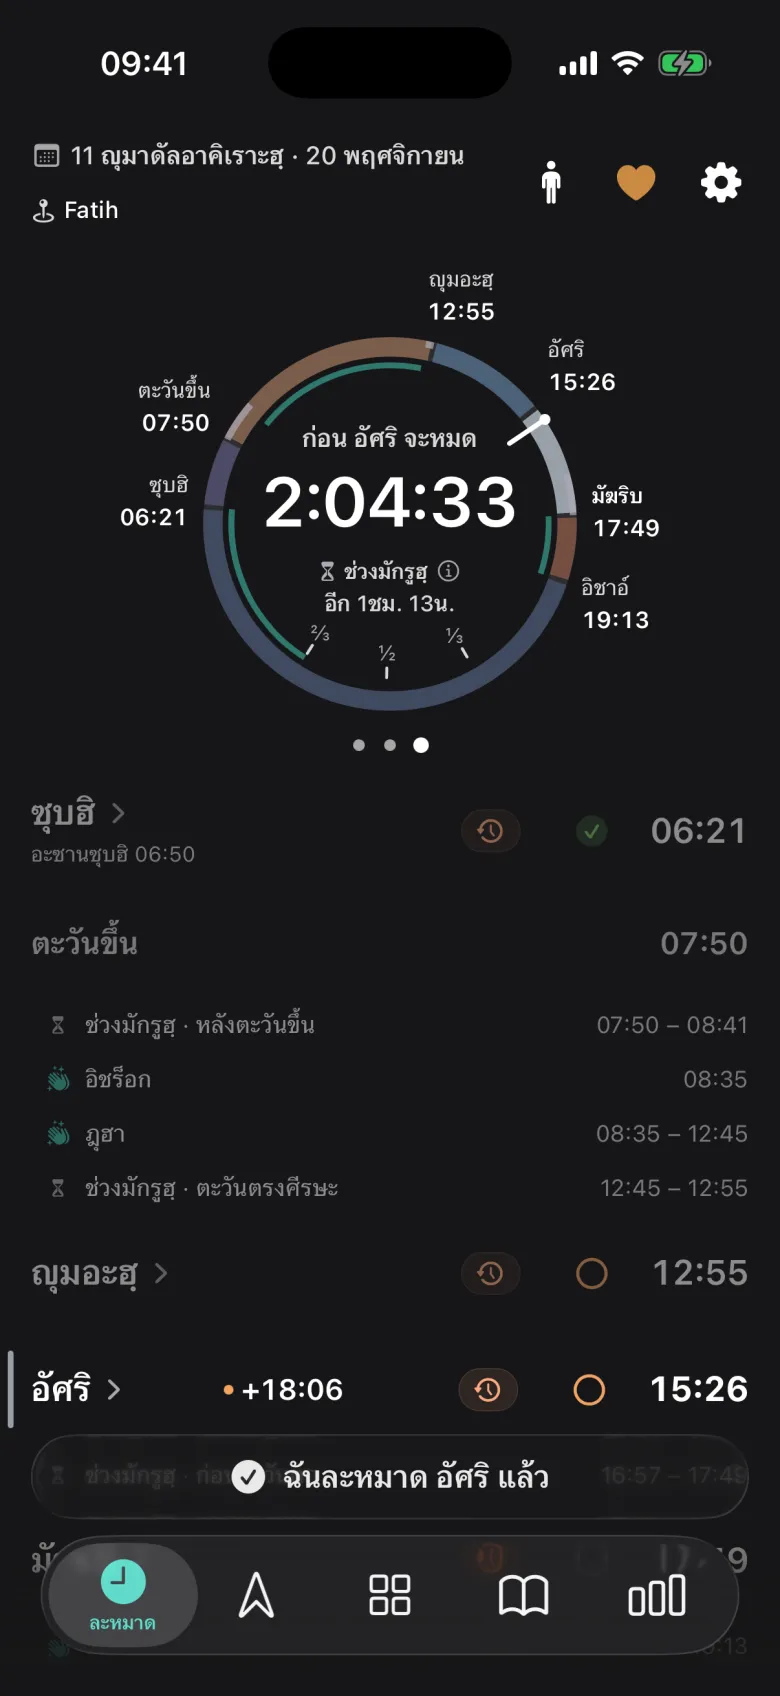 09:41
11 ญุมาดัลอาคิเราะฮฺ · 20 พฤศจิกายน
Fatih
ญุมอะฮฺ
12:55
อัศริ
15:26
ตะวันขึ้น
07:50
ก่อน อัศริ จะหมด
ซุบฮิ
06:21
2:04:33
มัฆริบ
17:49
ช่วงมักรูฮฺ
อีก 1ชม. 13น.
อิชาอ์
19:13
⅔
½
⅓
ซุบฮิ
06:21
อะซานซุบฮิ 06:50
ตะวันขึ้น
07:50
ช่วงมักรูฮฺ · หลังตะวันขึ้น
07:50 – 08:41
อิชร็อก
08:35
ฎุฮา
08:35 – 12:45
ช่วงมักรูฮฺ · ตะวันตรงศีรษะ
12:45 – 12:55
ญุมอะฮฺ
12:55
อัศริ
+18:06
15:26
ช่วงมักรูฮฺ
16:57 – 17:49
ฉันละหมาด อัศริ แล้ว
ละหมาด